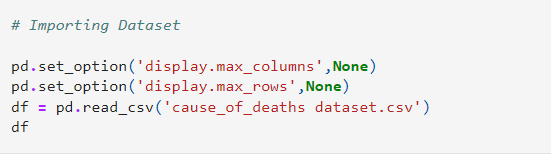 # Importing Dataset
pd.set_option('display.max_columns',None)
pd.set_option('display.max_rows',None)
df = pd.read_csv('cause_of_deaths dataset.csv')
df